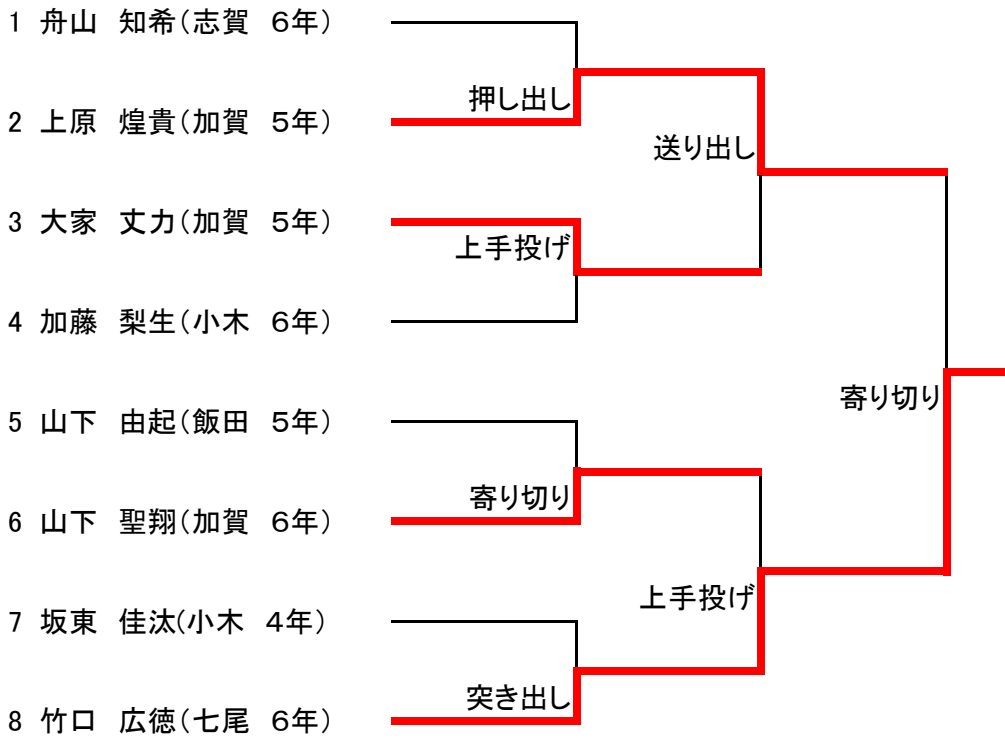 1 舟山 知希(志賀 6年)
押し出し
2 上原 煌貴(加賀 5年)
送り出し
3 大家 丈力(加賀 5年)
上手投げ
4 加藤 梨生(小木 6年)
寄り切り
5 山下 由起(飯田 5年)
寄り切り
6 山下 聖翔(加賀 6年)
上手投げ
7 坂東 佳汰(小木 4年)
突き出し
8 竹口 広徳(七尾 6年)